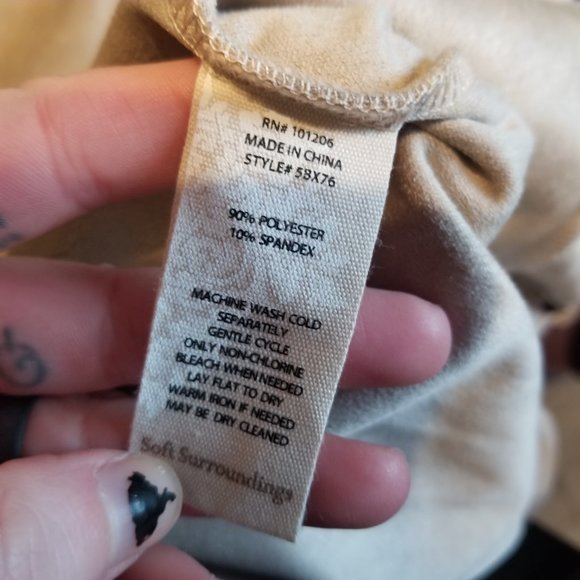 RN# 101206
MADE IN CHINA
STYLE# 5BX76
90% POLYESTER
10% SPANDEX
MACHINE WASH COLD
SEPARATELY
GENTLE CYCLE
ONLY NON-CHLORINE
BLEACH WHEN NEEDED
LAY FLAT TO DRY
WARM IRON IF NEEDED
MAY BE DRY CLEANED
Soft Surroundings